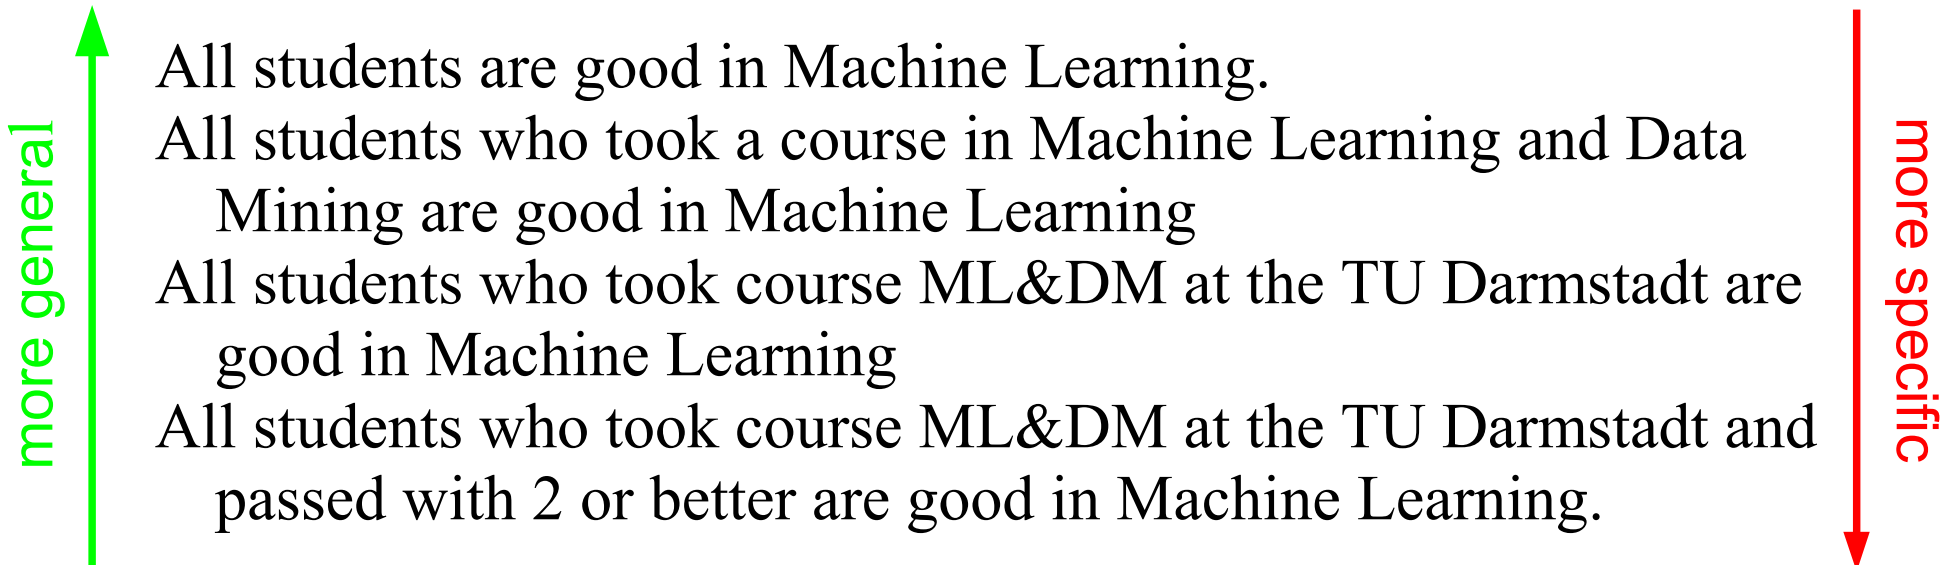 more general
All students are good in Machine Learning.
All students who took a course in Machine Learning and Data
Mining are good in Machine Learning
All students who took course ML&DM at the TU Darmstadt are
good in Machine Learning
All students who took course ML&DM at the TU Darmstadt and
passed with 2 or better are good in Machine Learning.
more specific